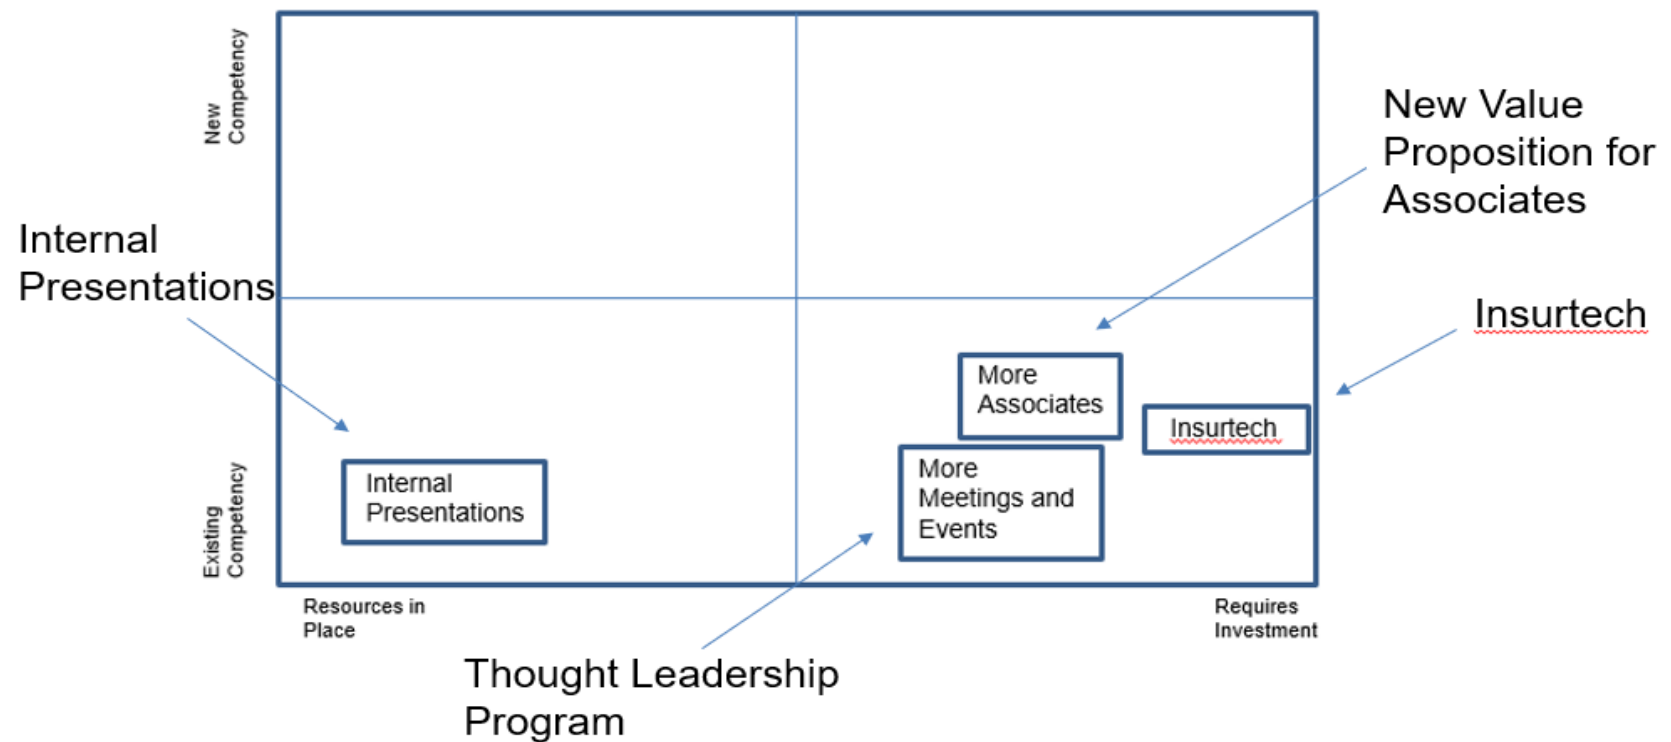 New
Competency
New Value
Proposition for
Associates
Internal
Presentations
Insurtech
More
Associates
Insurtech
More
Meetings and
Events
Internal
Presentations
Existing
Competency
Resources in
Place
Requires
Investment
Thought Leadership
Program